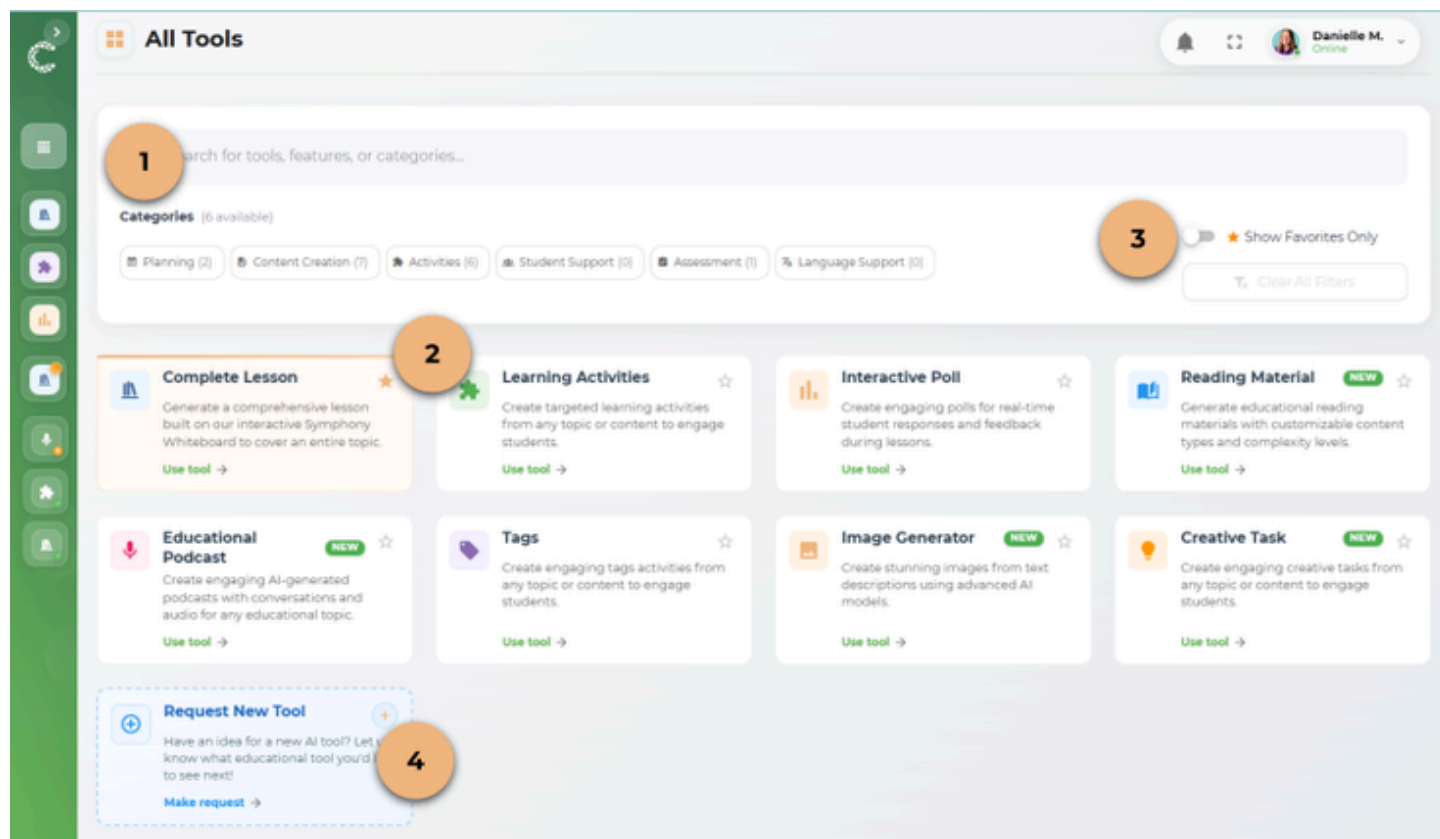 All Tools
Danielle M.
Online
1
arch for tools, features, or categories...
Categories (6 available)
3
Show Favorites Only
Planning (2)
Content Creation (7)
Activities (6)
Student Support (0)
Assessment (1)
Language Support (0)
Clear All Filters
2
Complete Lesson
Generate a comprehensive lesson
built on our interactive Symphony
Whiteboard to cover an entire topic.
Use tool →
Learning Activities
Create targeted learning activities
from any topic or content to engage
students.
Use tool →
Interactive Poll
Create engaging polls for real-time
student responses and feedback
during lessons.
Use tool →
Reading Material NEW
Generate educational reading
materials with customizable content
types and complexity levels.
Use tool →
Educational
Podcast NEW
Create engaging AI-generated
podcasts with conversations and
audio for any educational topic.
Use tool →
Tags
Create engaging tags activities from
any topic or content to engage
students.
Use tool →
Image Generator NEW
Create stunning images from text
descriptions using advanced AI
models.
Use tool →
Creative Task NEW
Create engaging creative tasks from
any topic or content to engage
students.
Use tool →
Request New Tool
Have an idea for a new AI tool? Let
know what educational tool you'd
to see next!
Make request →
4